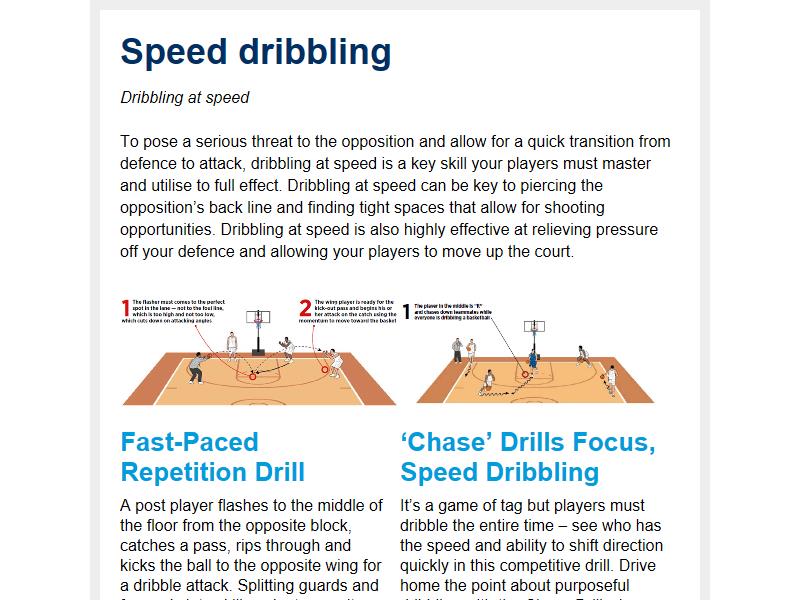 Speed dribbling
Dribbling at speed
To pose a serious threat to the opposition and allow for a quick transition from
defence to attack, dribbling at speed is a key skill your players must master
and utilise to full effect. Dribbling at speed can be key to piercing the
opposition’s back line and finding tight spaces that allow for shooting
opportunities. Dribbling at speed is also highly effective at relieving pressure
off your defence and allowing your players to move up the court.
1 The flasher must comes to the perfect
spot in the lane — not to the foul line,
which is too high and not too low,
which cuts down on attacking angles
2 The wing player is ready for the
kick-out pass and begins his or
her attack on the catch using the
momentum to move toward the basket
1 The player in the middle is "It"
and chases down teammates while
everyone is dribbling a basketball
Fast-Paced
Repetition Drill
A post player flashes to the middle of
the floor from the opposite block,
catches a pass, rips through and
kicks the ball to the opposite wing for
a dribble attack. Splitting guards and
‘Chase’ Drills Focus,
Speed Dribbling
It’s a game of tag but players must
dribble the entire time – see who has
the speed and ability to shift direction
quickly in this competitive drill. Drive
home the point about purposeful